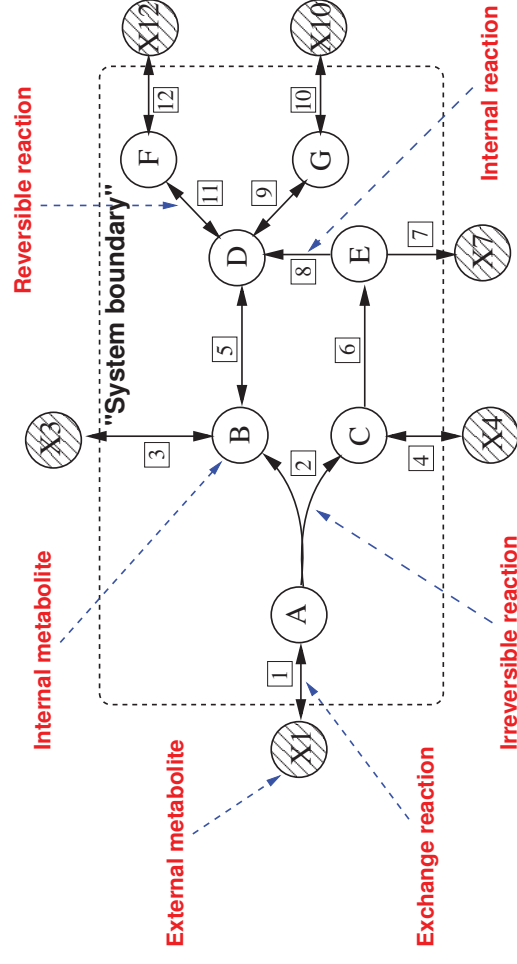 Reversible reaction
"System boundary"
Internal metabolite
External metabolite
X3
X12
X10
12
F
11
10
G
9
3
B
5
D
8
A
2
1
X1
C
6
E
4
7
X4
X7
Exchange reaction
Irreversible reaction
Internal reaction